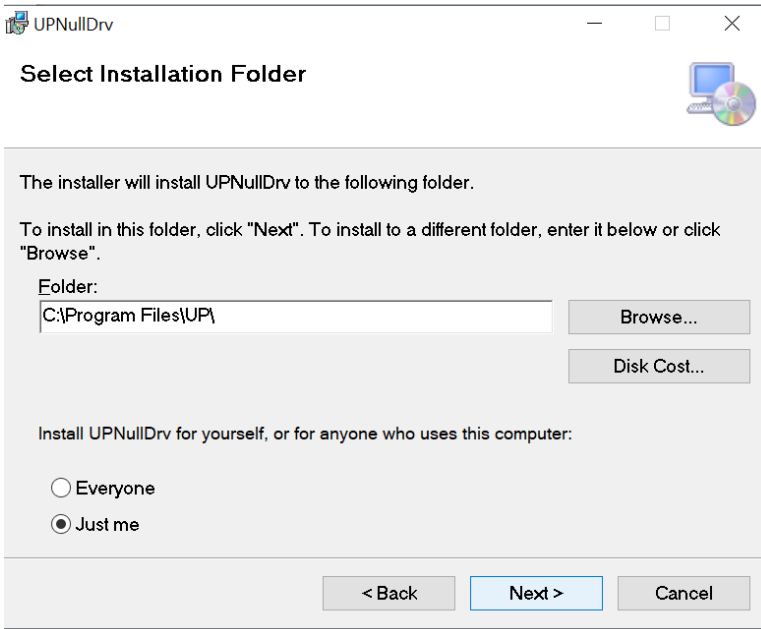 UPNullDrv
Select Installation Folder
The installer will install UPNullDrv to the following folder.
To install in this folder, click "Next". To install to a different folder, enter it below or click
"Browse".
Folder:
C:\Program Files\UP\
Browse...
Disk Cost...
Install UPNullDrv for yourself, or for anyone who uses this computer:
Everyone
Just me
< Back
Next >
Cancel